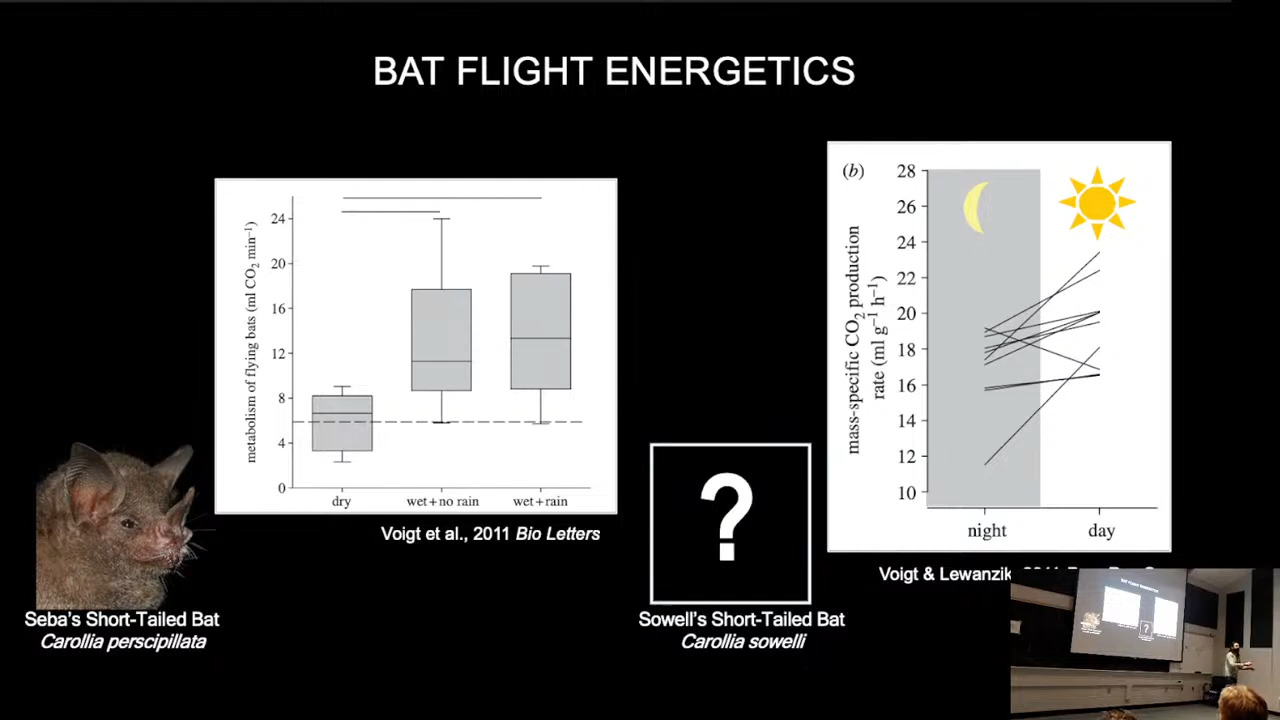 BAT FLIGHT ENERGETICS
metabolism of flying bats (ml CO2 min⁻¹)
24
20
16
12
8
4
0
dry
wet+no rain
wet+rain
Voigt et al., 2011 Bio Letters
Seba's Short-Tailed Bat
Carollia perscipillata
?
Sowell's Short-Tailed Bat
Carollia sowelli
(b)
mass-specific CO2 production
rate (ml g⁻¹ h⁻¹)
28
26
24
22
20
18
16
14
12
10
night
day
Voigt & Lewanzik
BAT FLIGHT ENERGETICS
?